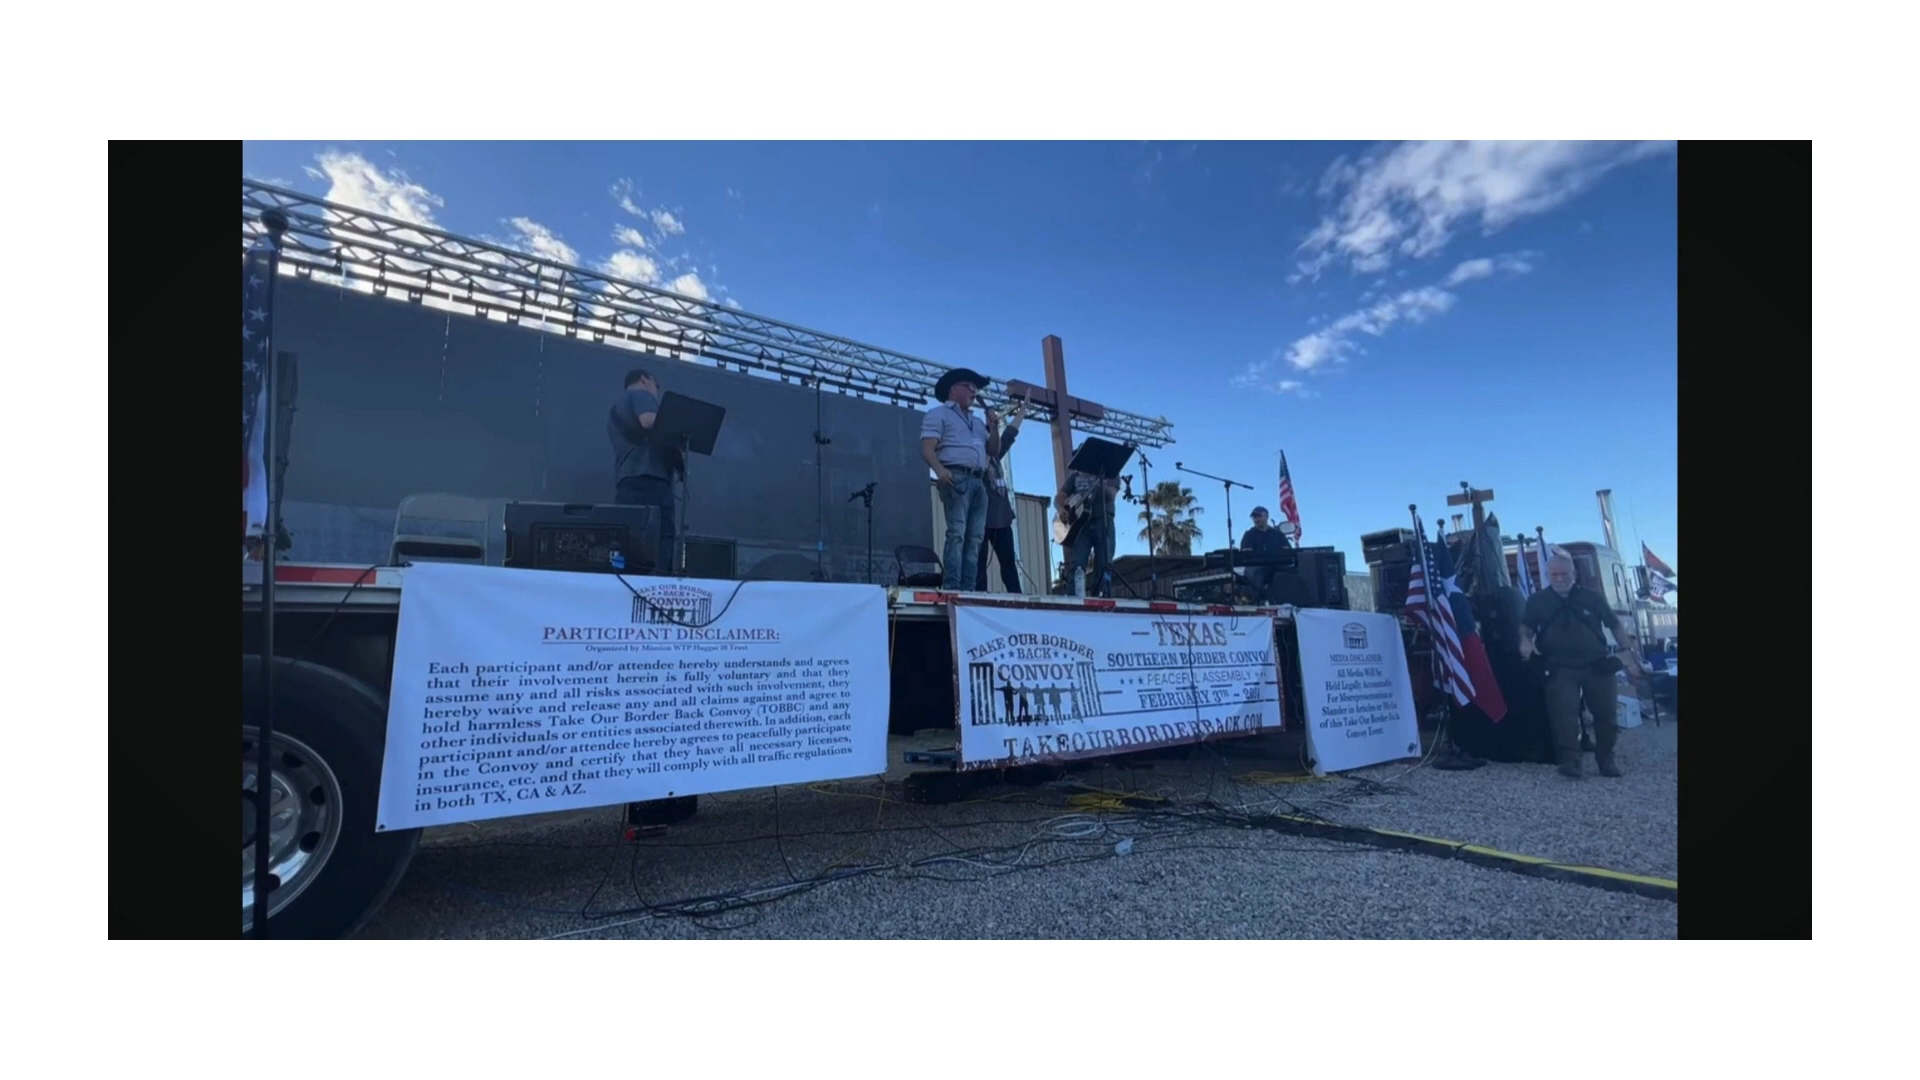 TAKE OUR BORDER
BACK
CONVOY
PARTICIPANT DISCLAIMER:
Organized by Mission WTP Haggai 18 Trust
Each participant and/or attendee hereby understands and agrees
that their involvement herein is fully voluntary and that they
assume any and all risks associated with such involvement, they
hereby waive and release any and all claims against and agree to
hold harmless Take Our Border Back Convoy (TOBBC) and any
other individuals or entities associated therewith. In addition, each
participant and/or attendee hereby agrees to peacefully participate
in the Convoy and certify that they have all necessary licenses,
insurance, etc. and that they will comply with all traffic regulations
in both TX, CA & AZ.
TAKE OUR BORDER
BACK
CONVOY
TEXAS
SOUTHERN BORDER CONVO
PEACEFUL ASSEMBLY
FEBRUARY 3TH -
TAKEOURBORDERBACK.COM
MEDIA DISCLAIMER
All Media Will be
Held Legally Accountable
For Misrepresentation or
Slander in Articles or Media
of this Take Our Border Back
Convoy Event